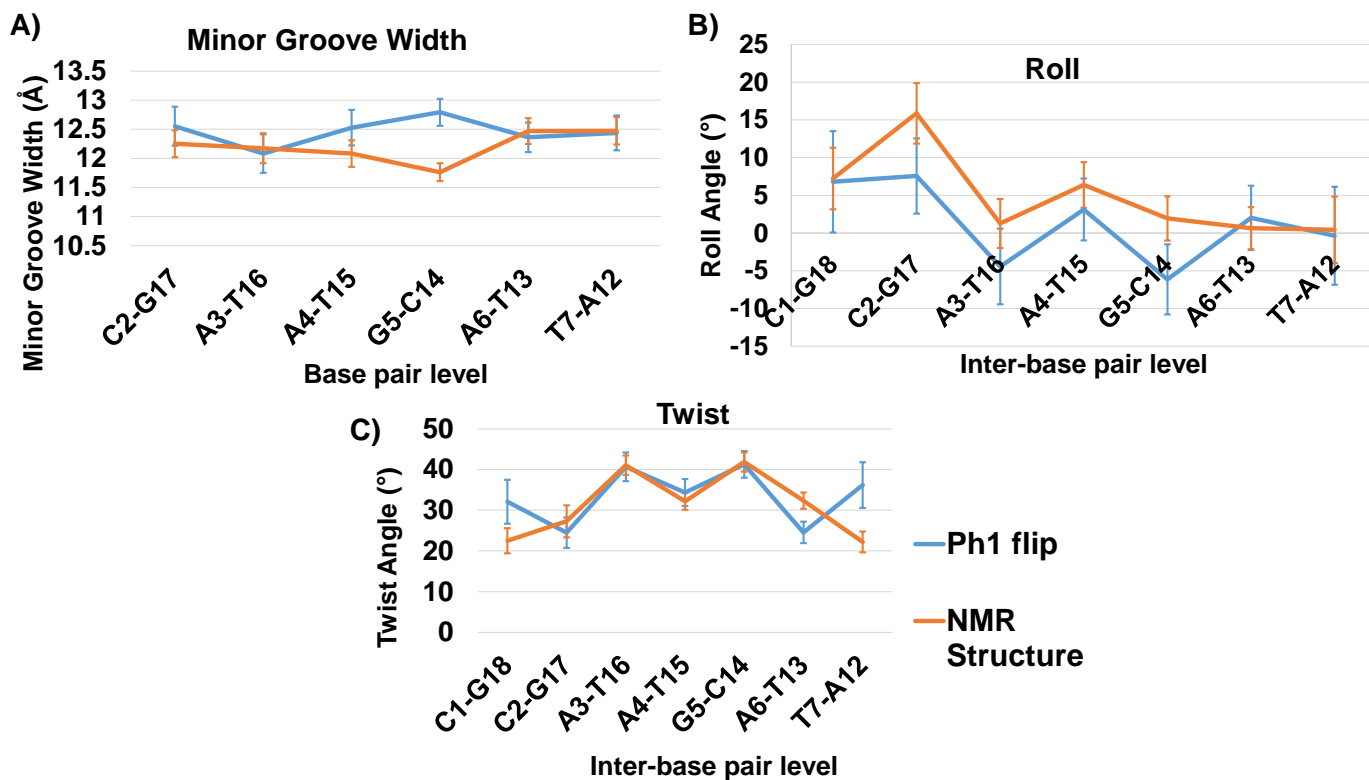 A)
Minor Groove Width
Minor Groove Width (Å)
13.5
13
12.5
12
11.5
11
10.5
C2-G17
A3-T16
A4-T15
G5-C14
A6-T13
T7-A12
Base pair level
B)
Roll
Roll Angle (°)
25
20
15
10
5
0
-5
-10
-15
C1-G18
C2-G17
A3-T16
A4-T15
G5-C14
A6-T13
T7-A12
Inter-base pair level
C)
Twist
Twist Angle (°)
50
40
30
20
10
0
C1-G18
C2-G17
A3-T16
A4-T15
G5-C14
A6-T13
T7-A12
Inter-base pair level
Ph1 flip
NMR
Structure